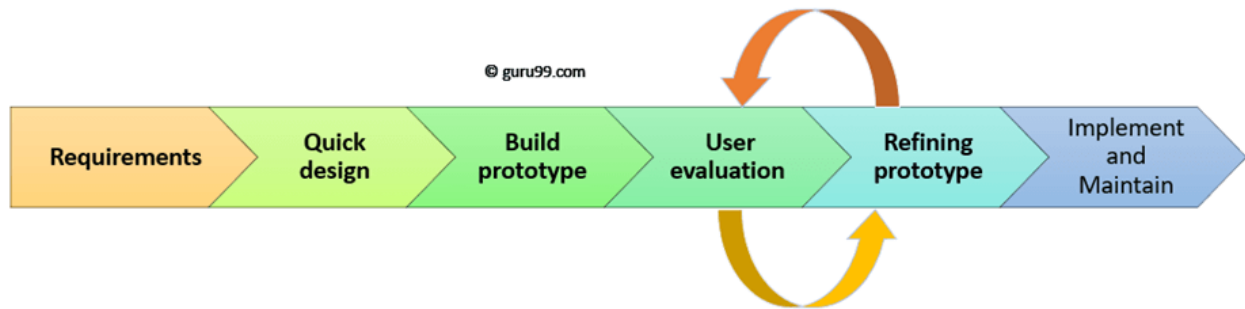 © guru99.com
Requirements
Quick
design
Build
prototype
User
evaluation
Refining
prototype
Implement
and
Maintain